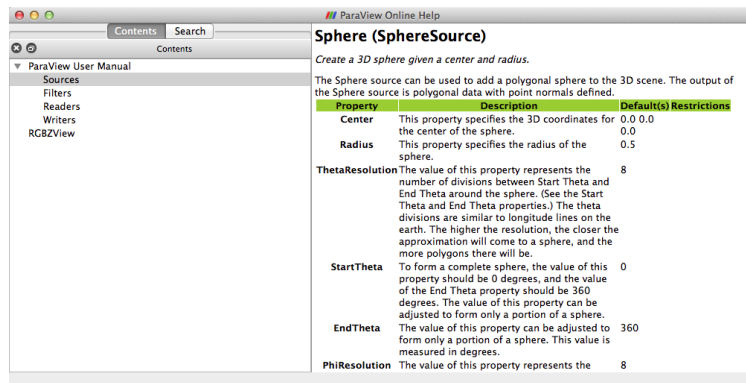 ParaView Online Help
Contents Search
Contents
ParaView User Manual
Sources
Filters
Readers
Writers
RGBZView
Sphere (SphereSource)
Create a 3D sphere given a center and radius.
The Sphere source can be used to add a polygonal sphere to the 3D scene. The output of
the Sphere source is polygonal data with point normals defined.
Property Description Default(s) Restrictions
Center This property specifies the 3D coordinates for 0.0 0.0
the center of the sphere. 0.0
Radius This property specifies the radius of the 0.5
sphere.
ThetaResolution The value of this property represents the 8
number of divisions between Start Theta and
End Theta around the sphere. (See the Start
Theta and End Theta properties.) The theta
divisions are similar to longitude lines on the
earth. The higher the resolution, the closer the
approximation will come to a sphere, and the
more polygons there will be.
StartTheta To form a complete sphere, the value of this 0
property should be 0 degrees, and the value
of the End Theta property should be 360
degrees. The value of this property can be
adjusted to form only a portion of a sphere.
EndTheta The value of this property can be adjusted to 360
form only a portion of a sphere. This value is
measured in degrees.
PhiResolution The value of this property represents the 8